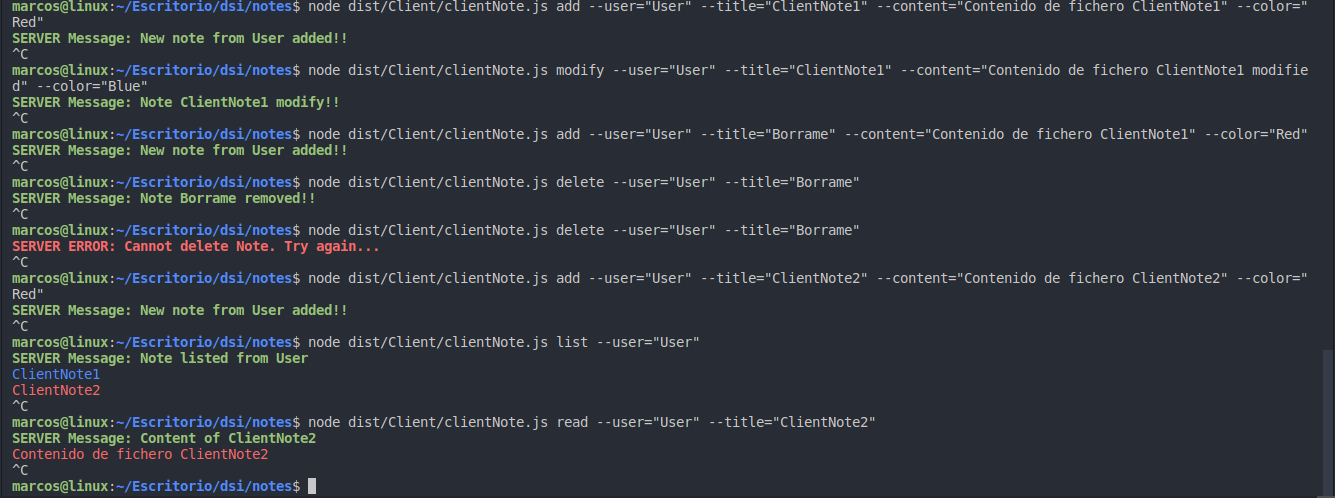 marcos@linux:~/Escritorio/dsi/notes$ node dist/Client/clientNote.js add --user="User" --title="ClientNote1" --content="Contenido de fichero ClientNote1" --color="
Red"
SERVER Message: New note from User added!!
^C
marcos@linux:~/Escritorio/dsi/notes$ node dist/Client/clientNote.js modify --user="User" --title="ClientNote1" --content="Contenido de fichero ClientNote1 modifie
d" --color="Blue"
SERVER Message: Note ClientNote1 modify!!
^C
marcos@linux:~/Escritorio/dsi/notes$ node dist/Client/clientNote.js add --user="User" --title="Borrame" --content="Contenido de fichero ClientNote1" --color="Red"
SERVER Message: New note from User added!!
^C
marcos@linux:~/Escritorio/dsi/notes$ node dist/Client/clientNote.js delete --user="User" --title="Borrame"
SERVER Message: Note Borrame removed!!
^C
marcos@linux:~/Escritorio/dsi/notes$ node dist/Client/clientNote.js delete --user="User" --title="Borrame"
SERVER ERROR: Cannot delete Note. Try again...
^C
marcos@linux:~/Escritorio/dsi/notes$ node dist/Client/clientNote.js add --user="User" --title="ClientNote2" --content="Contenido de fichero ClientNote2" --color="
Red"
SERVER Message: New note from User added!!
^C
marcos@linux:~/Escritorio/dsi/notes$ node dist/Client/clientNote.js list --user="User"
SERVER Message: Note listed from User
ClientNote1
ClientNote2
^C
marcos@linux:~/Escritorio/dsi/notes$ node dist/Client/clientNote.js read --user="User" --title="ClientNote2"
SERVER Message: Content of ClientNote2
Contenido de fichero ClientNote2
^C
marcos@linux:~/Escritorio/dsi/notes$